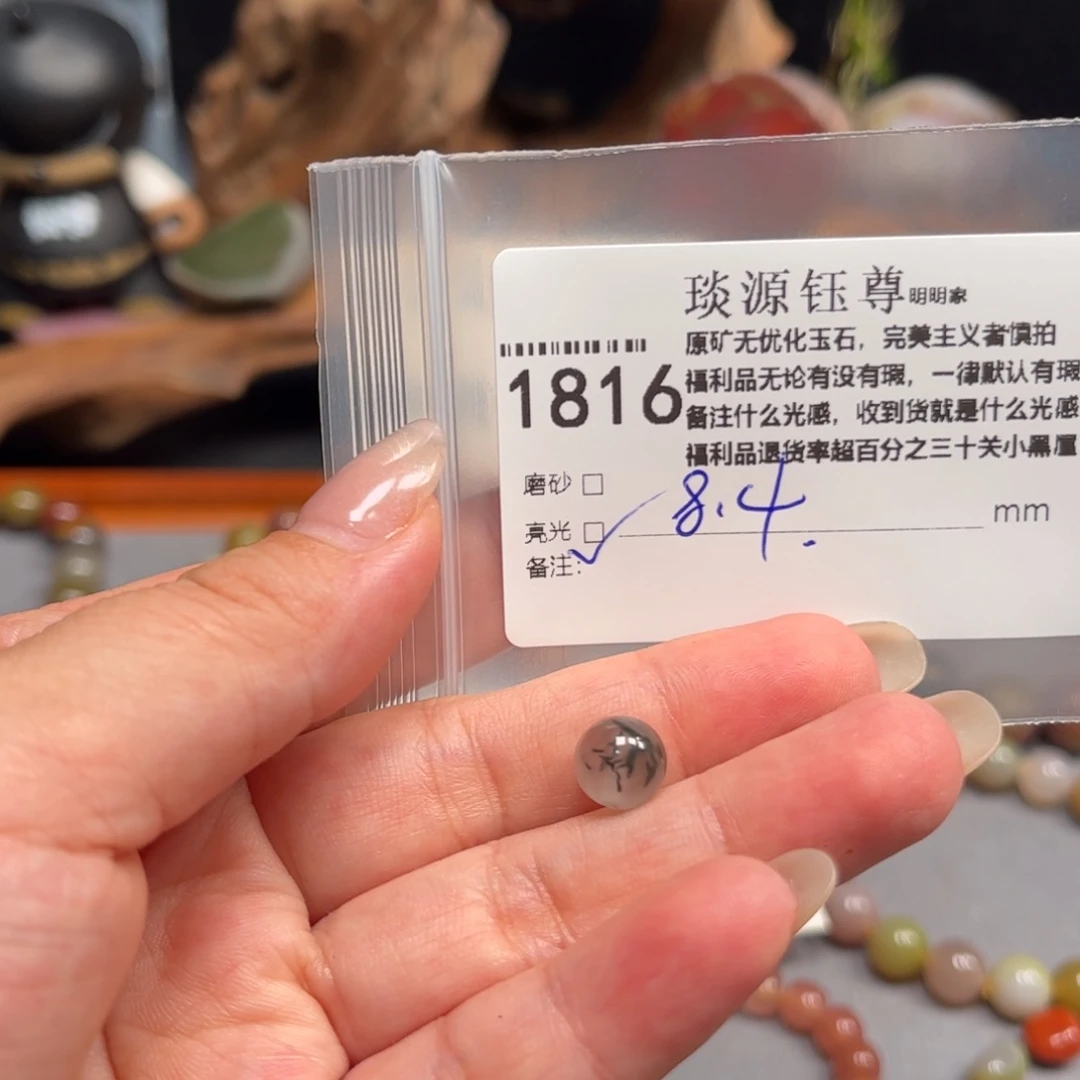 琰源钰尊明明家
原矿无优化玉石，完美主义者慎拍
1816
福利品无论有没有瑕，一律默认有瑕
备注什么光感，收到货就是什么光感
福利品退货率超百分之三十关小黑屋
磨砂 □
亮光 □ ✓ 8.4. mm
备注: